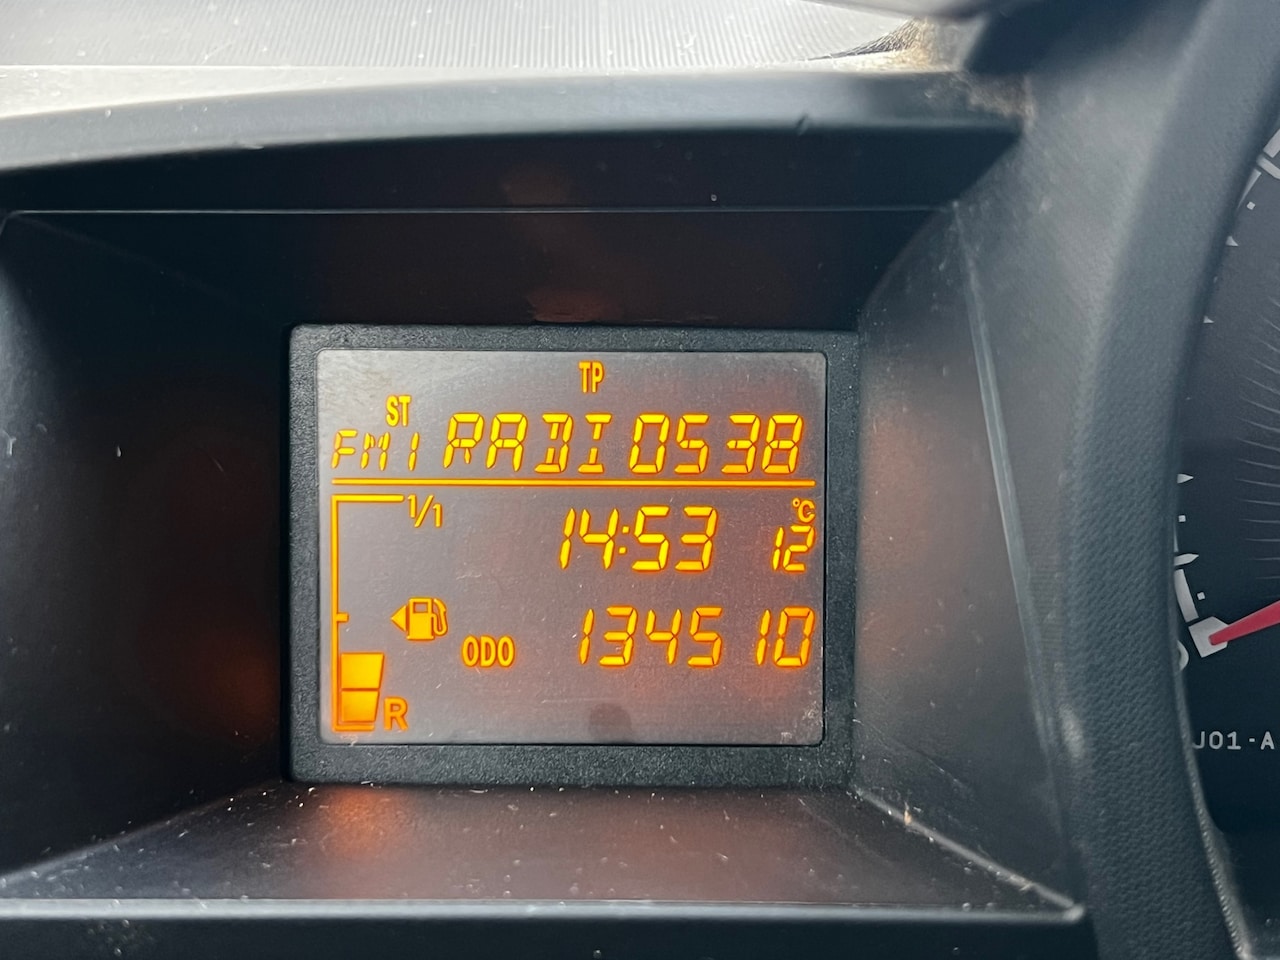 TP
ST
FM1 RADIO538
1/1 14:53 °C 12
ODO 134510
R
J01-A